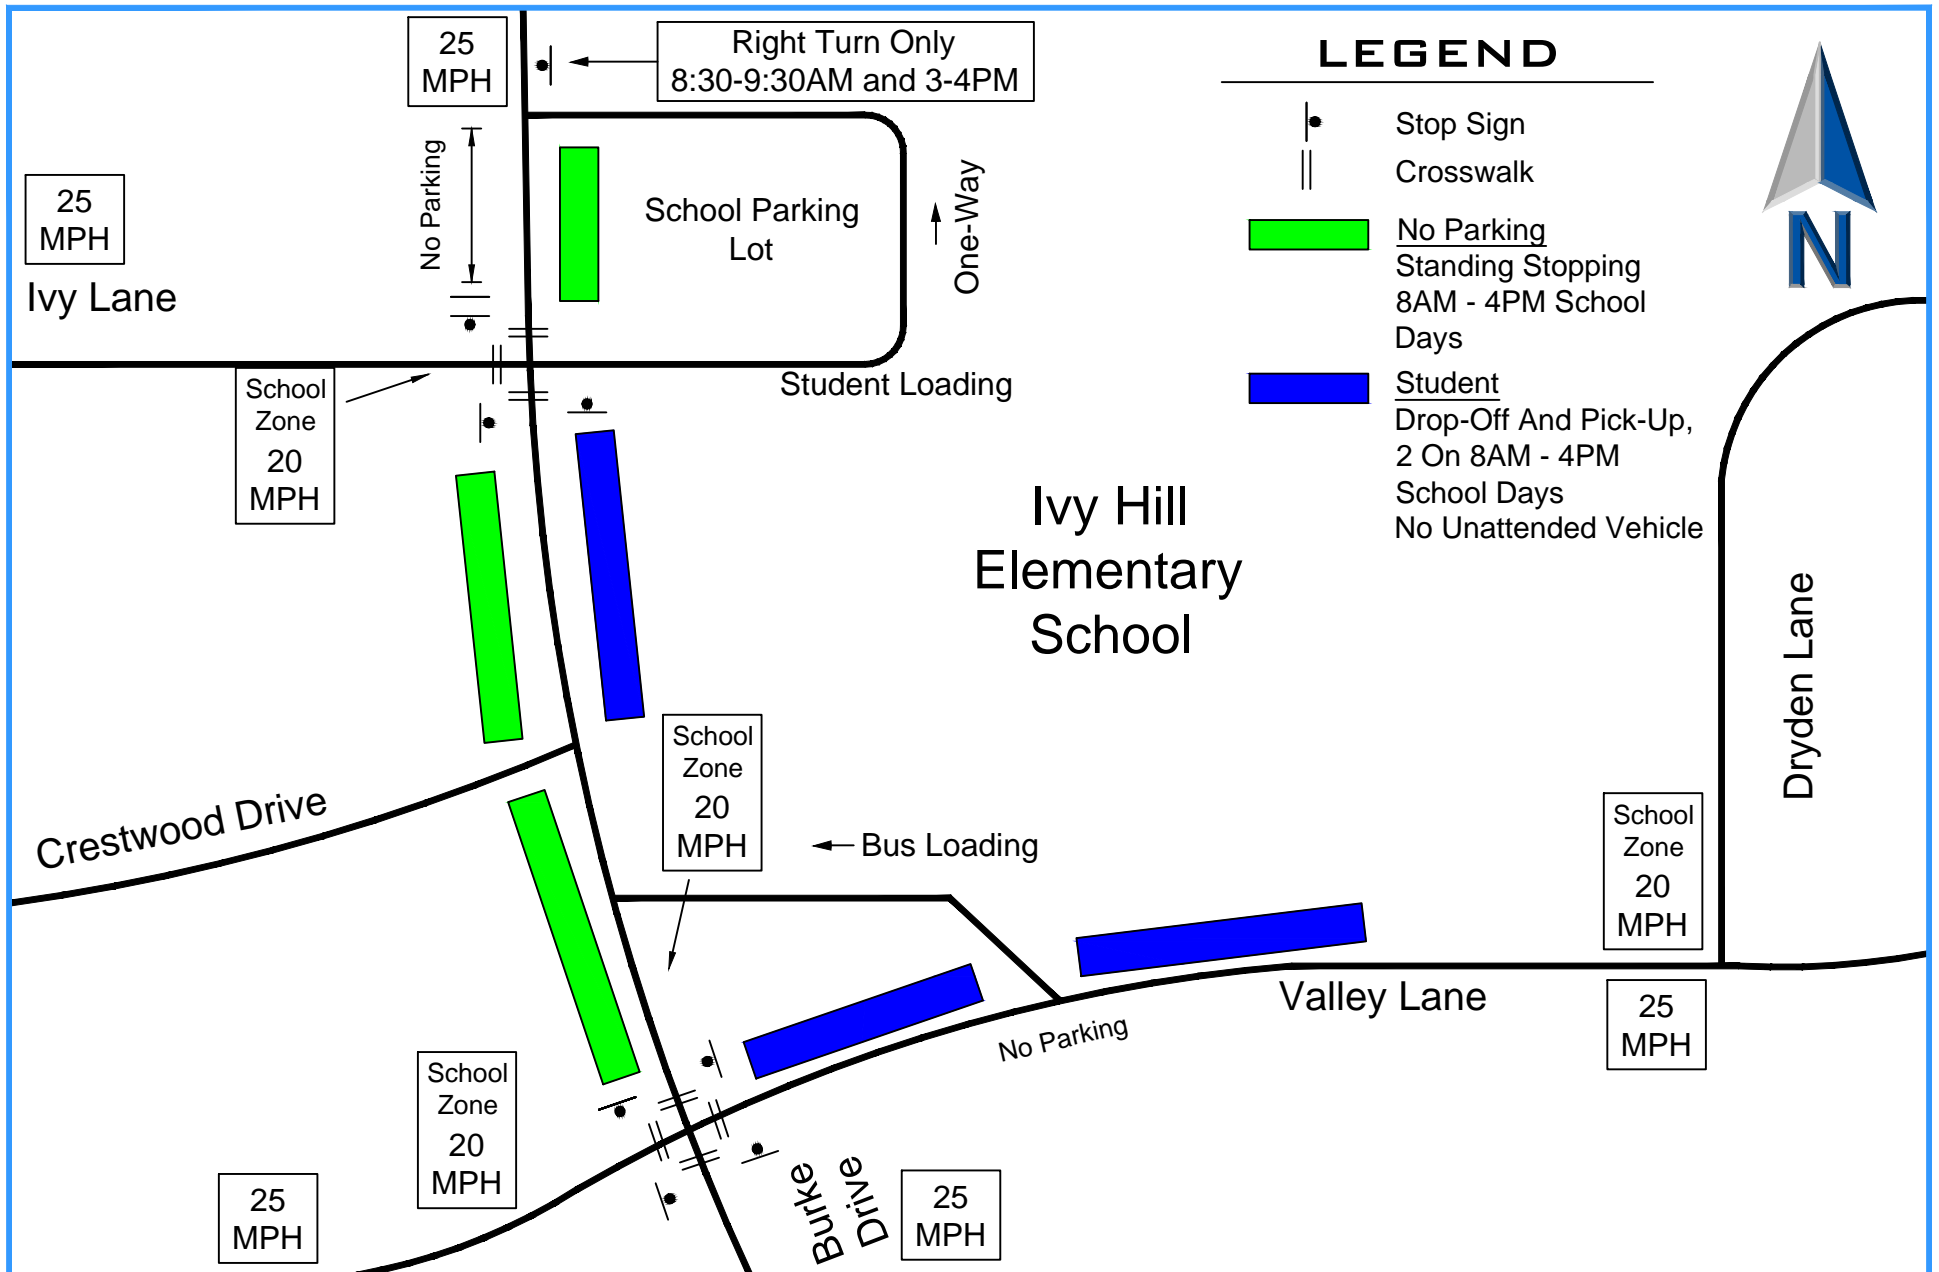 25
MPH
Right Turn Only
8:30-9:30AM and 3-4PM
LEGEND
Stop Sign
Crosswalk
No Parking
Standing Stopping
8AM - 4PM School
Days
Student
Drop-Off And Pick-Up,
2 On 8AM - 4PM
School Days
No Unattended Vehicle
N
25
MPH
Ivy Lane
No Parking
School Parking
Lot
One-Way
Student Loading
School
Zone
20
MPH
Ivy Hill
Elementary
School
Dryden Lane
Crestwood Drive
School
Zone
20
MPH
Bus Loading
School
Zone
20
MPH
Valley Lane
No Parking
25
MPH
School
Zone
20
MPH
25
MPH
Burke
Drive
25
MPH